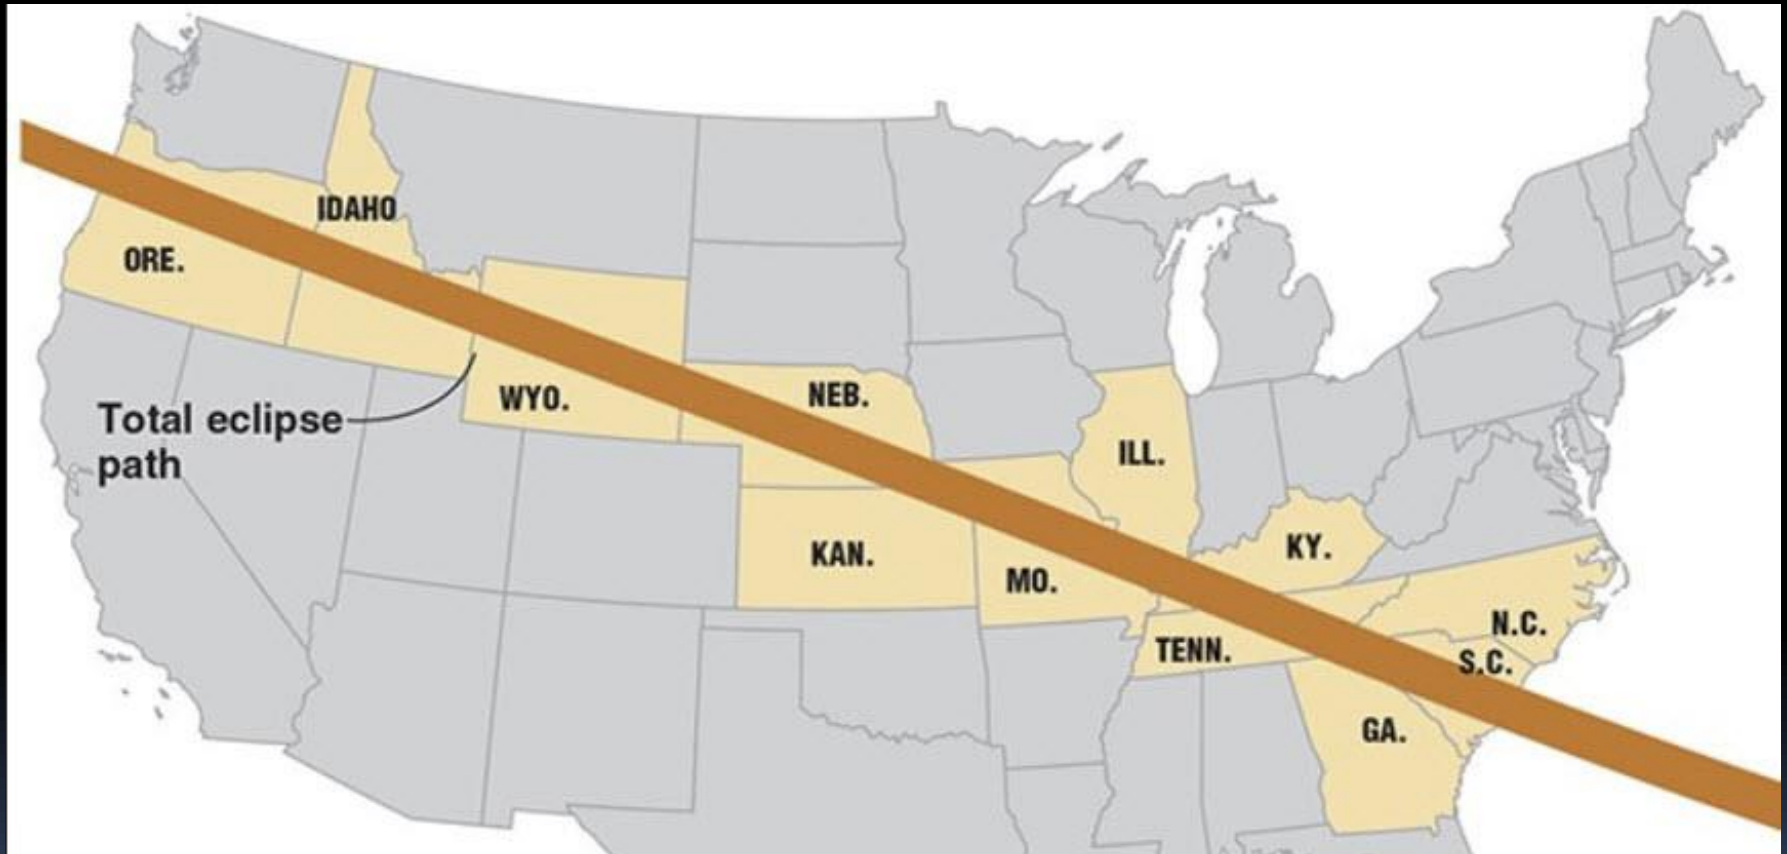 IDAHO
ORE.
WYO.
NEB.
Total eclipse
path
ILL.
KAN.
KY.
MO.
N.C.
TENN.
S.C.
GA.